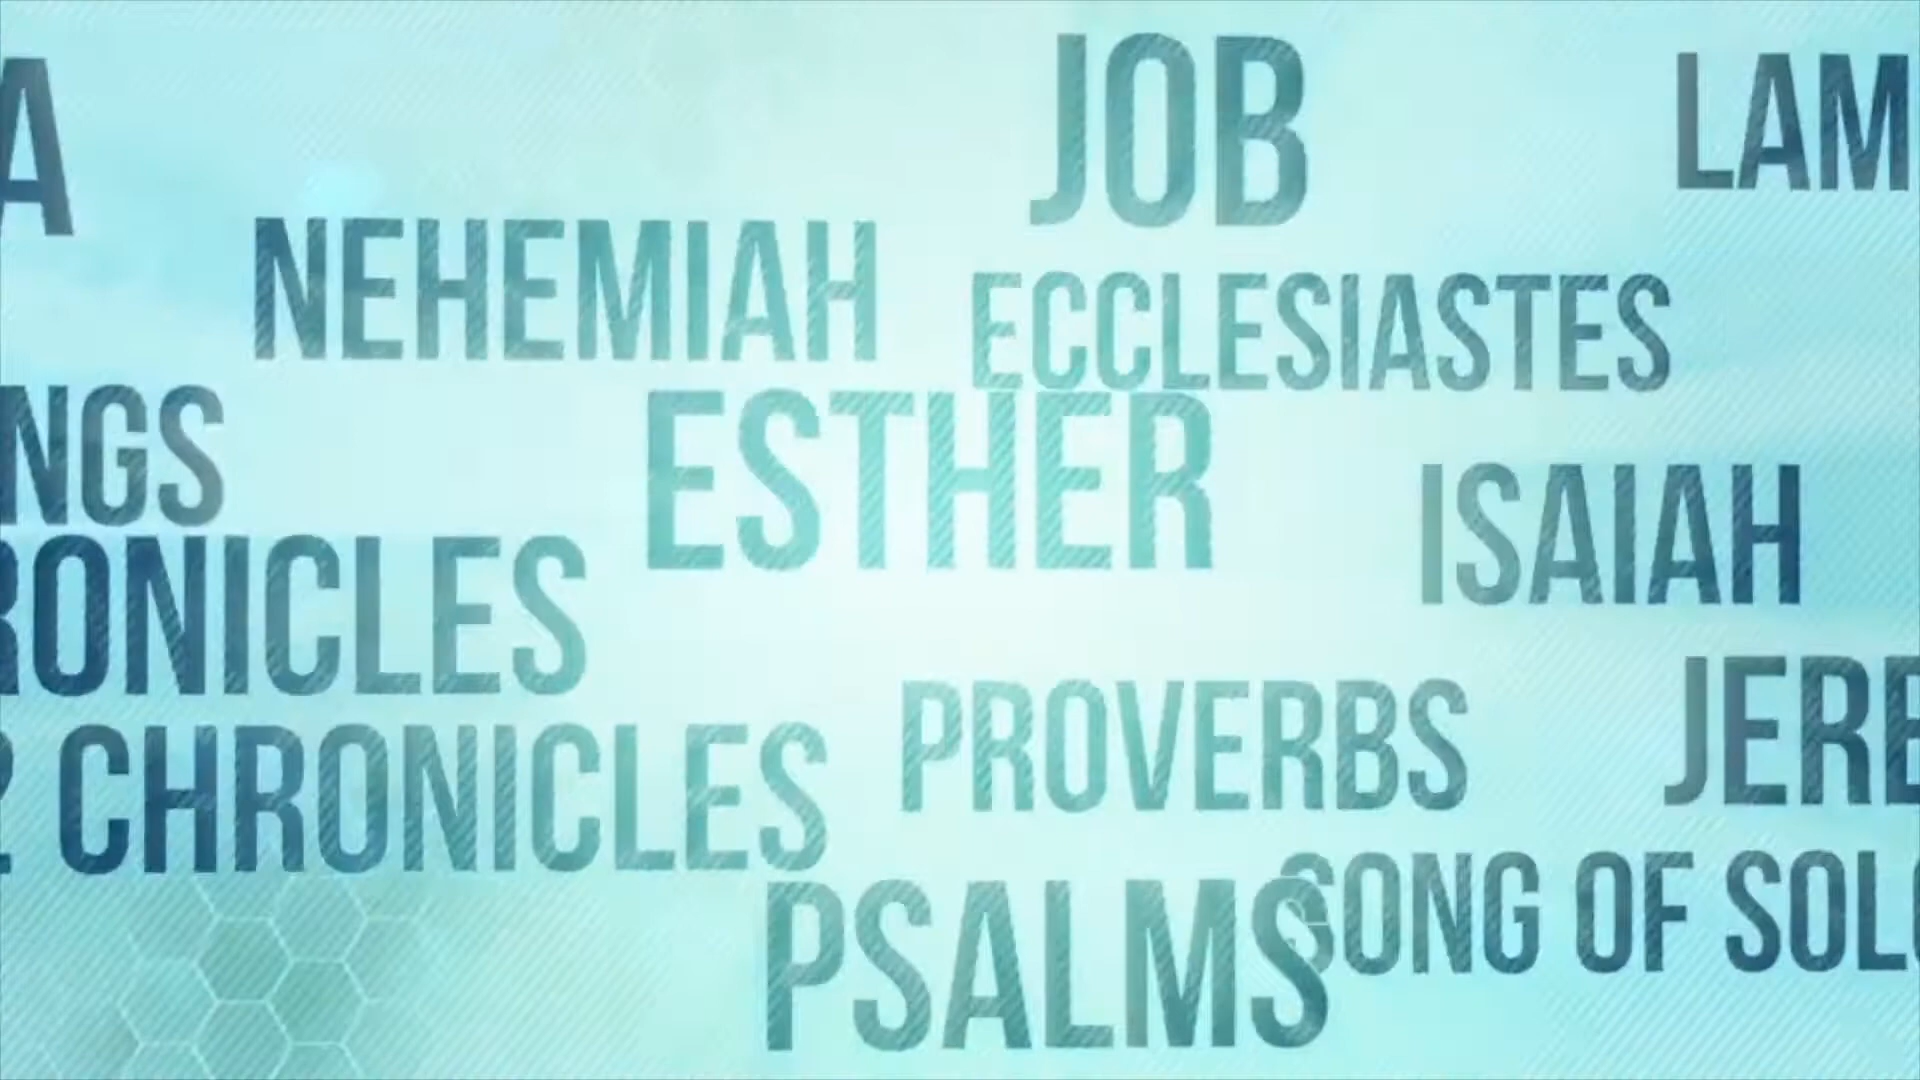 JOB
LAM
A
NEHEMIAH
ECCLESIASTES
NGS
ESTHER
ISAIAH
RONICLES
JERE
PROVERBS
2 CHRONICLES
SONG OF SOLO
PSALMS